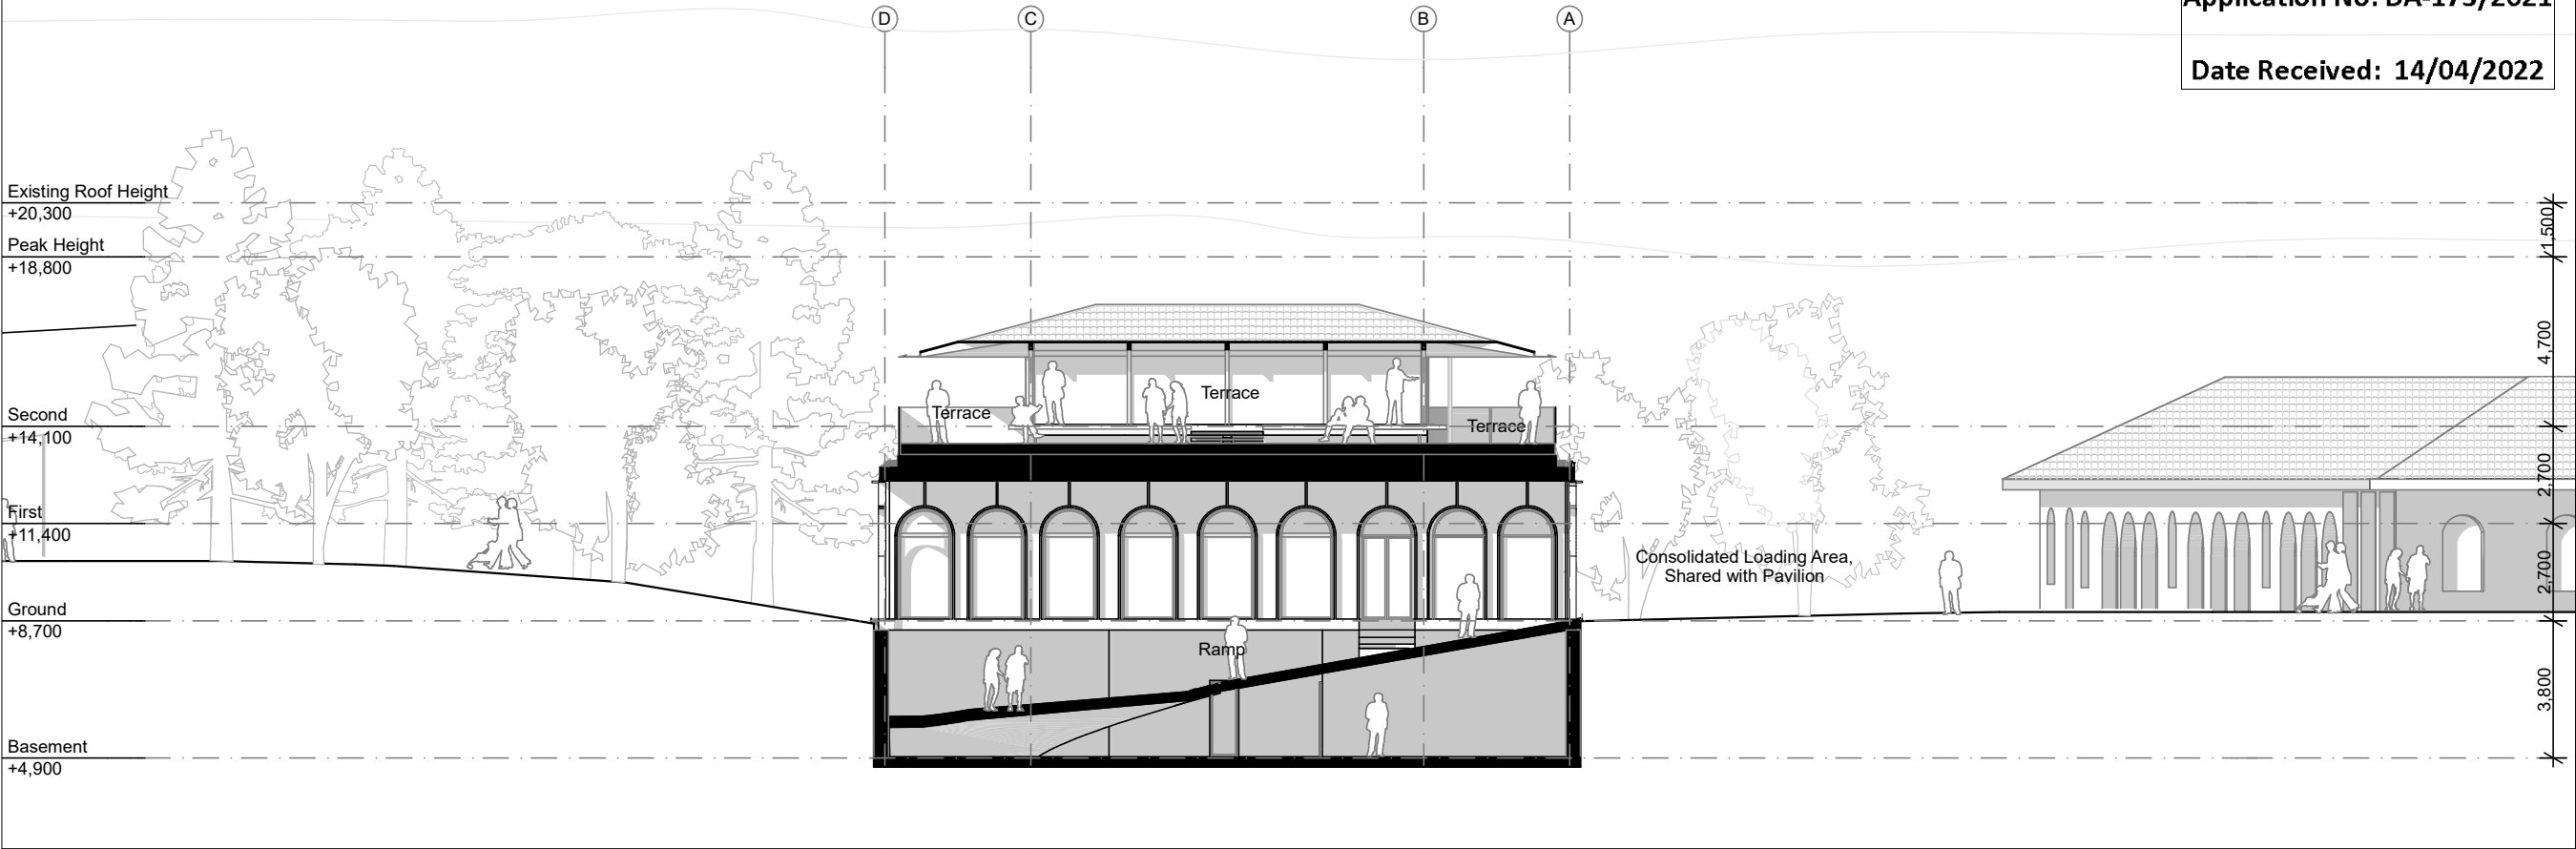 D
C
B
A
Date Received: 14/04/2022
Existing Roof Height
+20,300
Peak Height
+18,800
Second
+14,100
First
+11,400
Ground
+8,700
Basement
+4,900
Terrace
Terrace
Terrace
Ramp
Consolidated Loading Area,
Shared with Pavilion
1,500
4,700
2,700
2,700
3,800